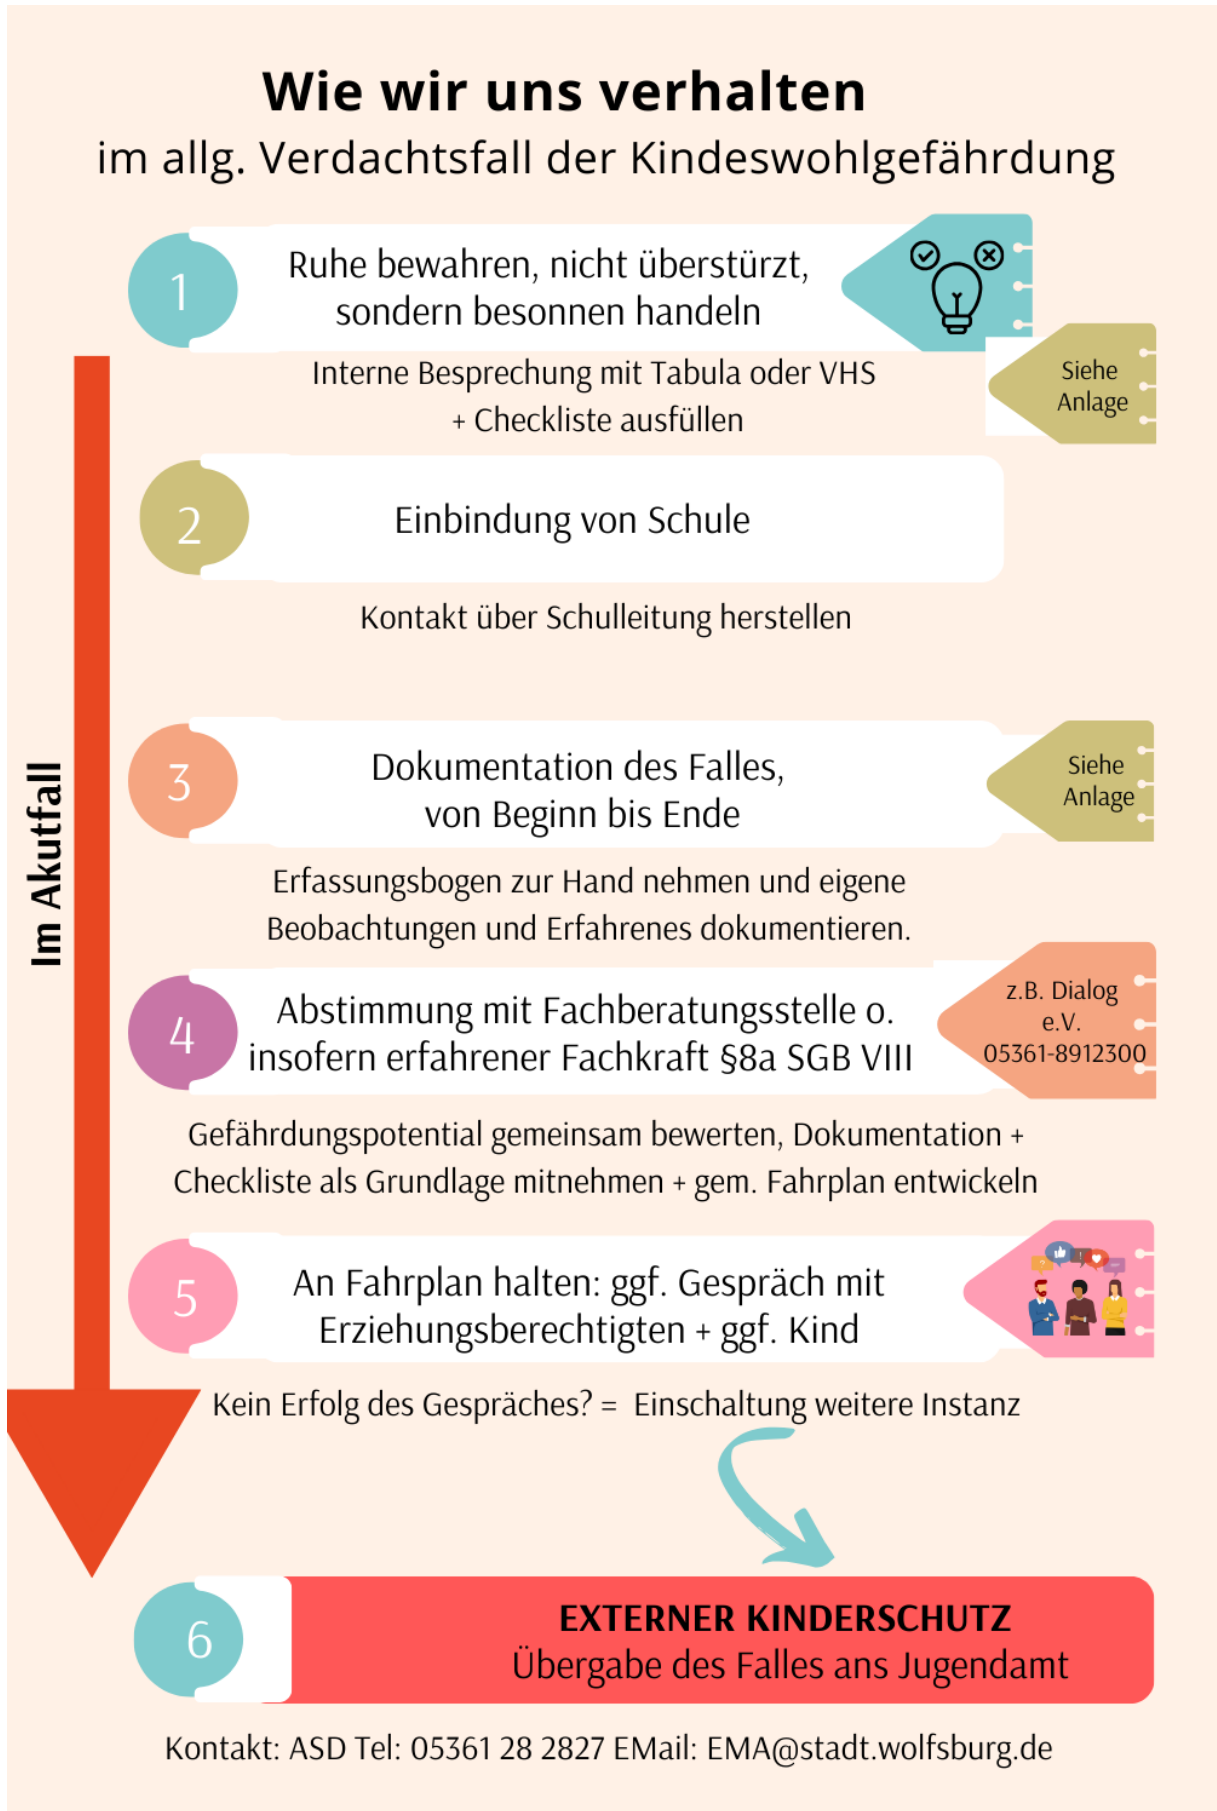 Wie wir uns verhalten
im allg. Verdachtsfall der Kindeswohlgefährdung
1
Ruhe bewahren, nicht überstürzt,
sondern besonnen handeln
Interne Besprechung mit Tabula oder VHS
+ Checkliste ausfüllen
Siehe
Anlage
2
Einbindung von Schule
Kontakt über Schulleitung herstellen
Im Akutfall
3
Dokumentation des Falles,
von Beginn bis Ende
Siehe
Anlage
Erfassungsbogen zur Hand nehmen und eigene
Beobachtungen und Erfahrenes dokumentieren.
4
Abstimmung mit Fachberatungsstelle o.
insofern erfahrener Fachkraft §8a SGB VIII
z.B. Dialog
e.V.
05361-8912300
Gefährdungspotential gemeinsam bewerten, Dokumentation +
Checkliste als Grundlage mitnehmen + gem. Fahrplan entwickeln
5
An Fahrplan halten: ggf. Gespräch mit
Erziehungsberechtigten + ggf. Kind
Kein Erfolg des Gespräches? = Einschaltung weitere Instanz
6
EXTERNER KINDERSCHUTZ
Übergabe des Falles ans Jugendamt
Kontakt: ASD Tel: 05361 28 2827 EMail: EMA@stadt.wolfsburg.de